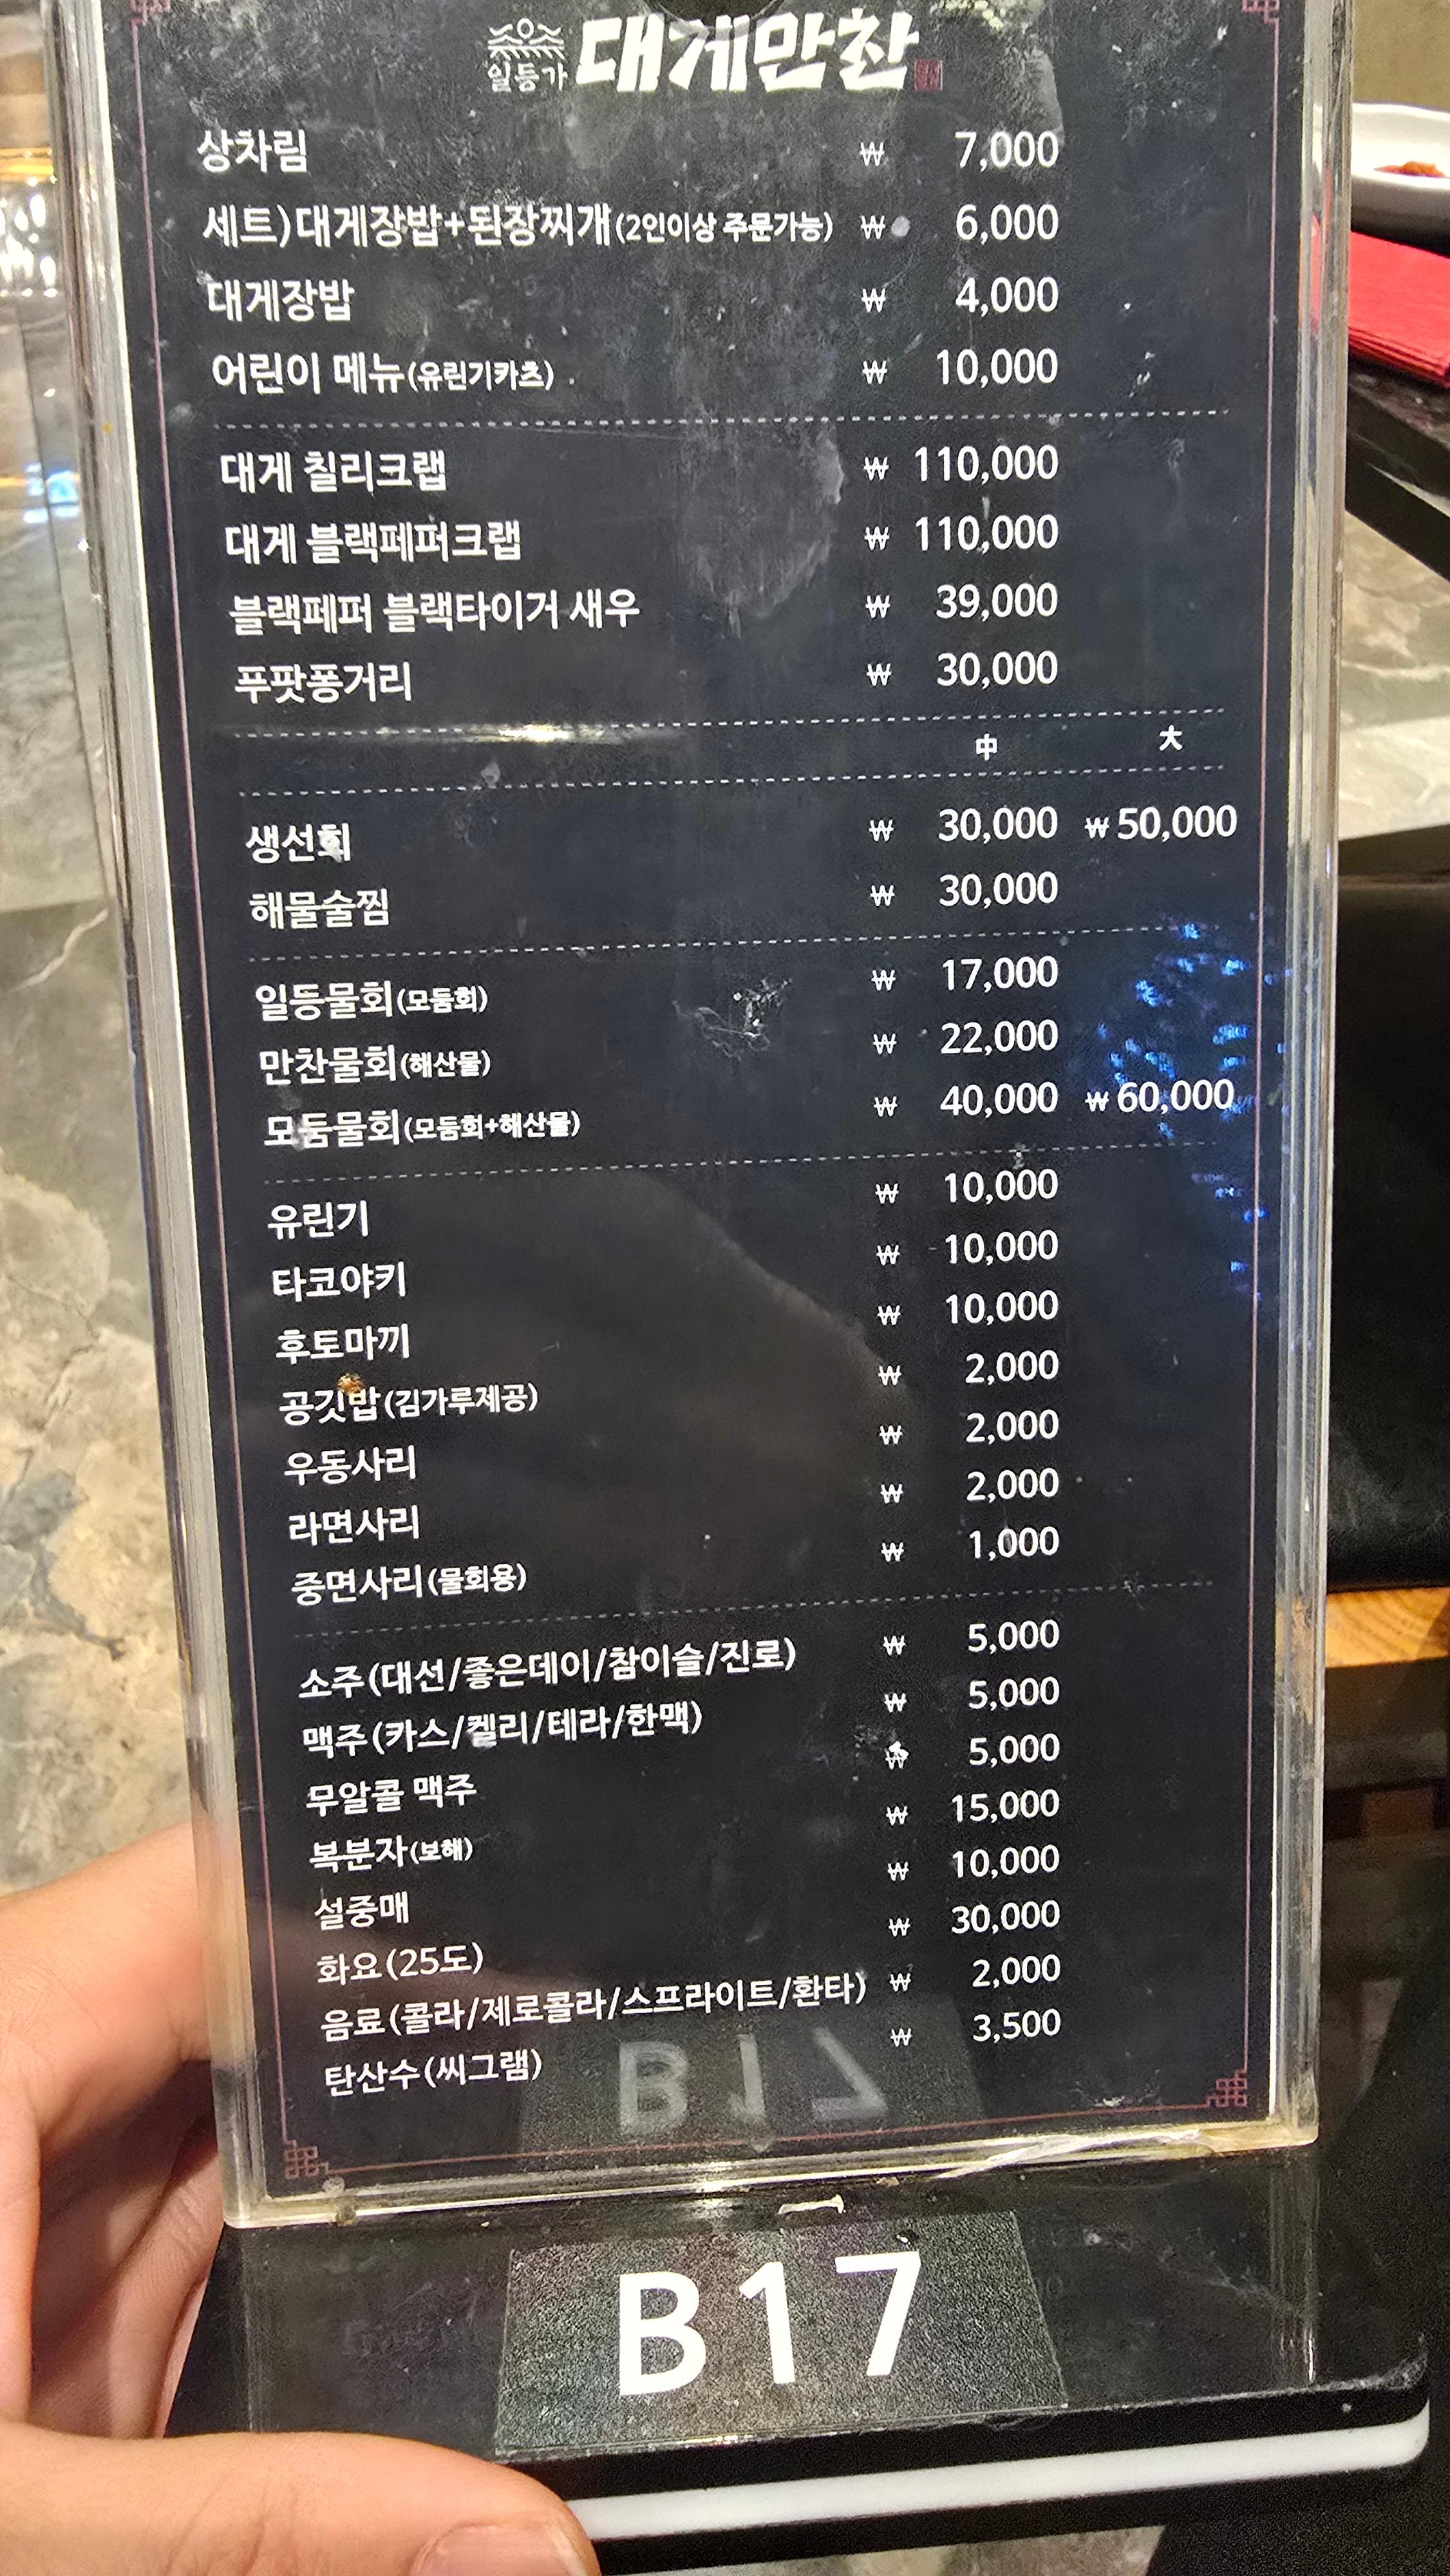 일등가 대게만찬
상차림 ₩ 7,000
세트)대게장밥+된장찌개(2인이상 주문가능) ₩ 6,000
대게장밥 ₩ 4,000
어린이 메뉴(유린기카츠) ₩ 10,000
대게 칠리크랩 ₩ 110,000
대게 블랙페퍼크랩 ₩ 110,000
블랙페퍼 블랙타이거 새우 ₩ 39,000
푸팟퐁거리 ₩ 30,000
中 大
생선회 ₩ 30,000 ₩ 50,000
해물술찜 ₩ 30,000
일등물회(모둠회) ₩ 17,000
만찬물회(해산물) ₩ 22,000
모둠물회(모둠회+해산물) ₩ 40,000 ₩ 60,000
유린기 ₩ 10,000
타코야키 ₩ 10,000
후토마끼 ₩ 10,000
공깃밥(김가루제공) ₩ 2,000
우동사리 ₩ 2,000
라면사리 ₩ 2,000
중면사리(물회용) ₩ 1,000
소주(대선/좋은데이/참이슬/진로) ₩ 5,000
맥주(카스/켈리/테라/한맥) ₩ 5,000
무알콜 맥주 ₩ 5,000
복분자(보해) ₩ 15,000
설중매 ₩ 10,000
화요(25도) ₩ 30,000
음료(콜라/제로콜라/스프라이트/환타) ₩ 2,000
탄산수(씨그램) ₩ 3,500
B17